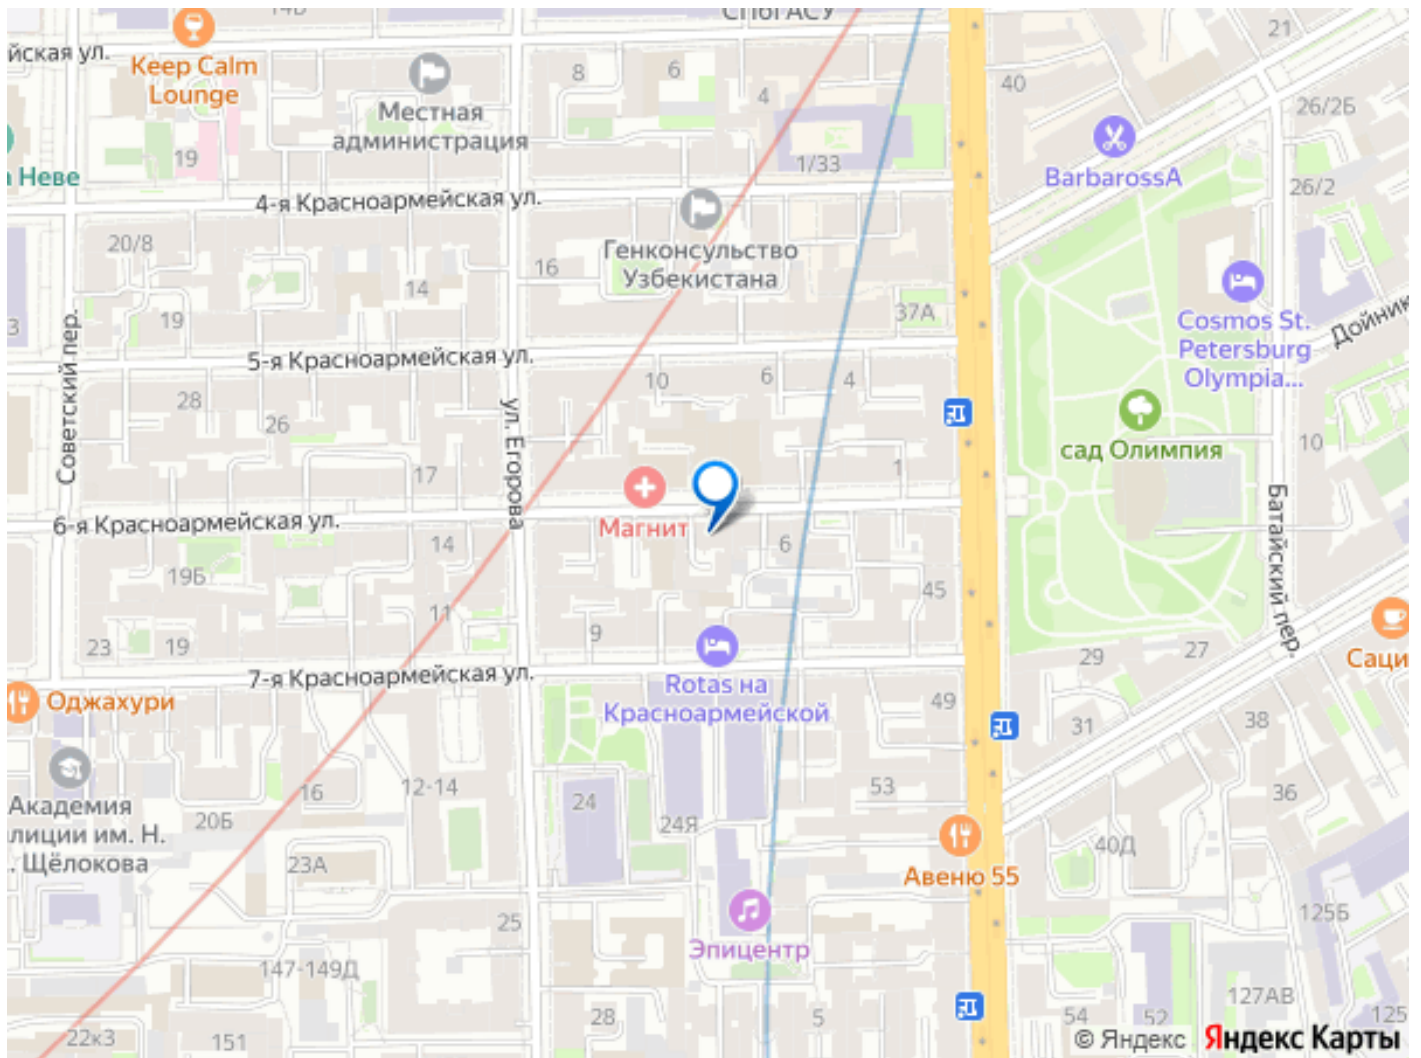 14В
СПбГАСУ
йская ул.
Keep Calm
Lounge
8
6
4
40
21
26/2Б
Местная
администрация
19
1/33
BarbarossA
а Неве
26/2
4-я Красноармейская ул.
20/8
16
Генконсульство
Узбекистана
14
37А
Cosmos St.
Petersburg
Olympia...
3
19
Дойник
Советский пер.
5-я Красноармейская ул.
10
6
4
28
26
ул. Егорова
сад Олимпия
10
17
1
Магнит
6-я Красноармейская ул.
14
6
Батайский пер.
19Б
45
11
9
23
19
29
27
Саци
7-я Красноармейская ул.
Rotas на
Красноармейской
Оджахури
49
31
38
Академия
лиции им. Н.
. Щёлокова
12-14
16
20Б
24
24Я
53
36
40Д
23А
Авеню 55
25
125Б
Эпицентр
147-149Д
127АВ
22к3
151
28
5
54
52
125
© Яндекс Яндекс Карты